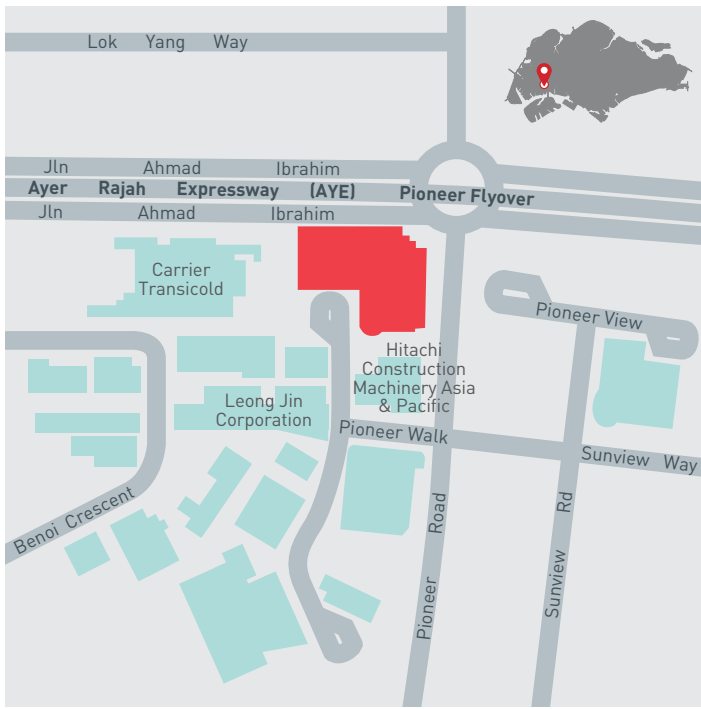 Lok Yang Way
Jln Ahmad Ibrahim
Ayer Rajah Expressway (AYE) Pioneer Flyover
Jln Ahmad Ibrahim
Carrier
Transicold
Pioneer View
Hitachi
Construction
Machinery Asia
& Pacific
Leong Jin
Corporation
Pioneer Walk
Sunview Way
Benoi Crescent
Pioneer Road
Sunview Rd